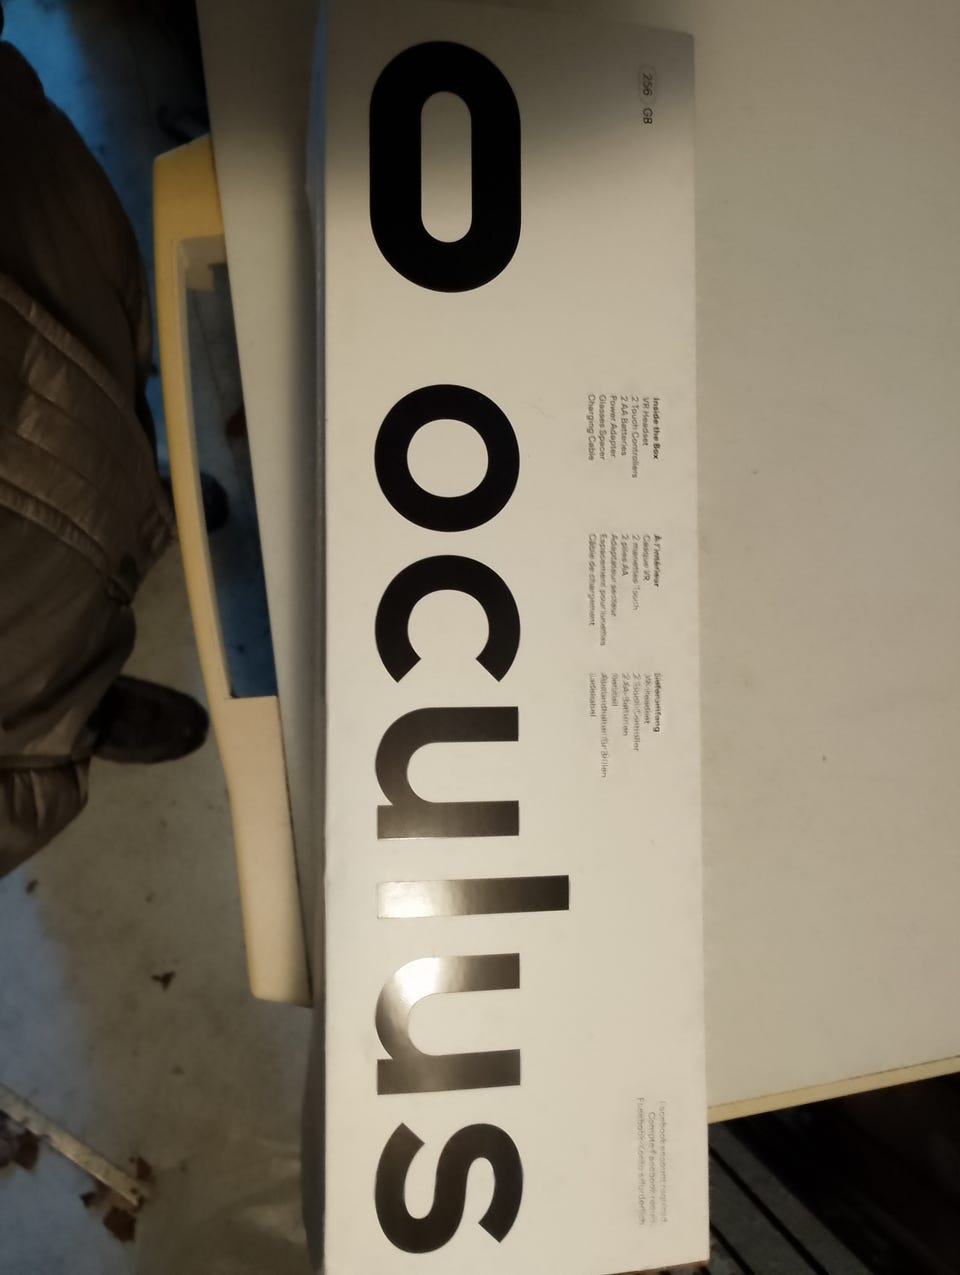 256 GB
Inside the Box
VR Headset
2 Touch Controllers
2 AA Batteries
Power Adapter
Glasses Spacer
Charging Cable
À l'intérieur
Casque VR
2 manettes Touch
2 piles AA
Adaptateur secteur
Espacement pour lunettes
Câble de chargement
Lieferumfang
VR-Headset
2 Touch-Controller
2 AA-Batterien
Netzteil
Abstandshalter für Brillen
Ladekabel
Facebook account required.
Compte Facebook requis.
Facebook-Konto erforderlich.
oculus